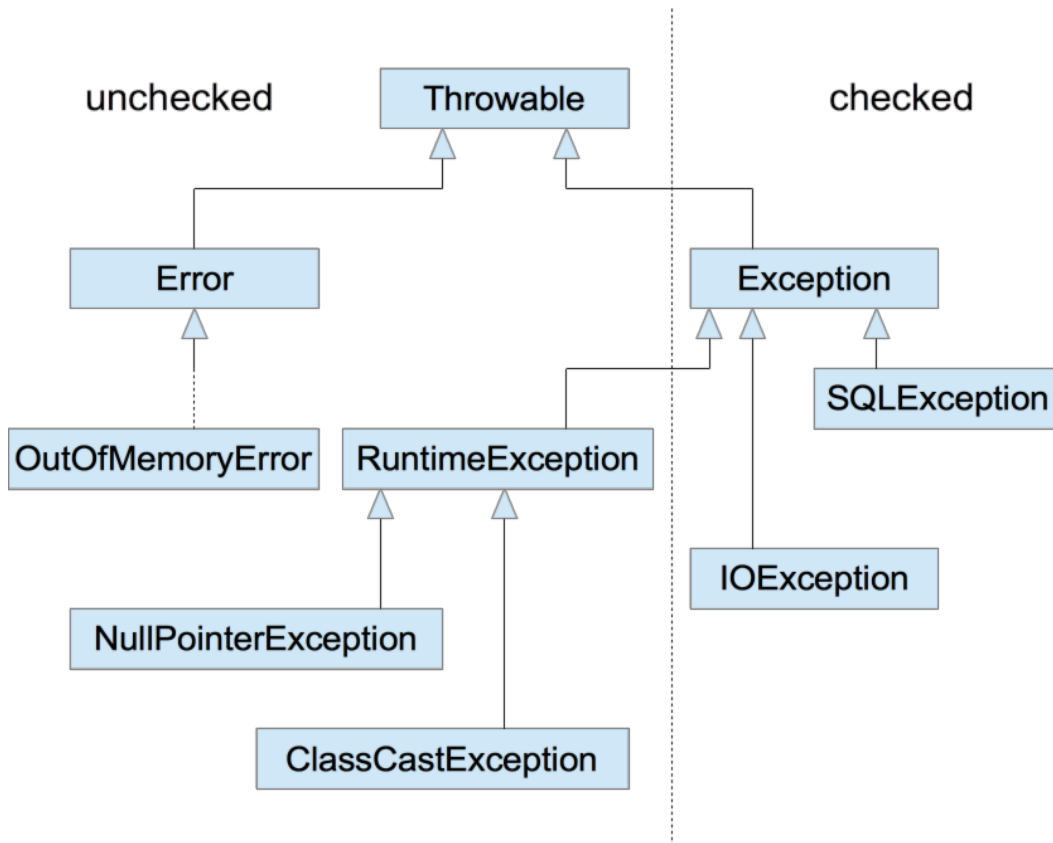 unchecked
Throwable
checked
Error
Exception
SQLException
OutOfMemoryError
RuntimeException
IOException
NullPointerException
ClassCastException